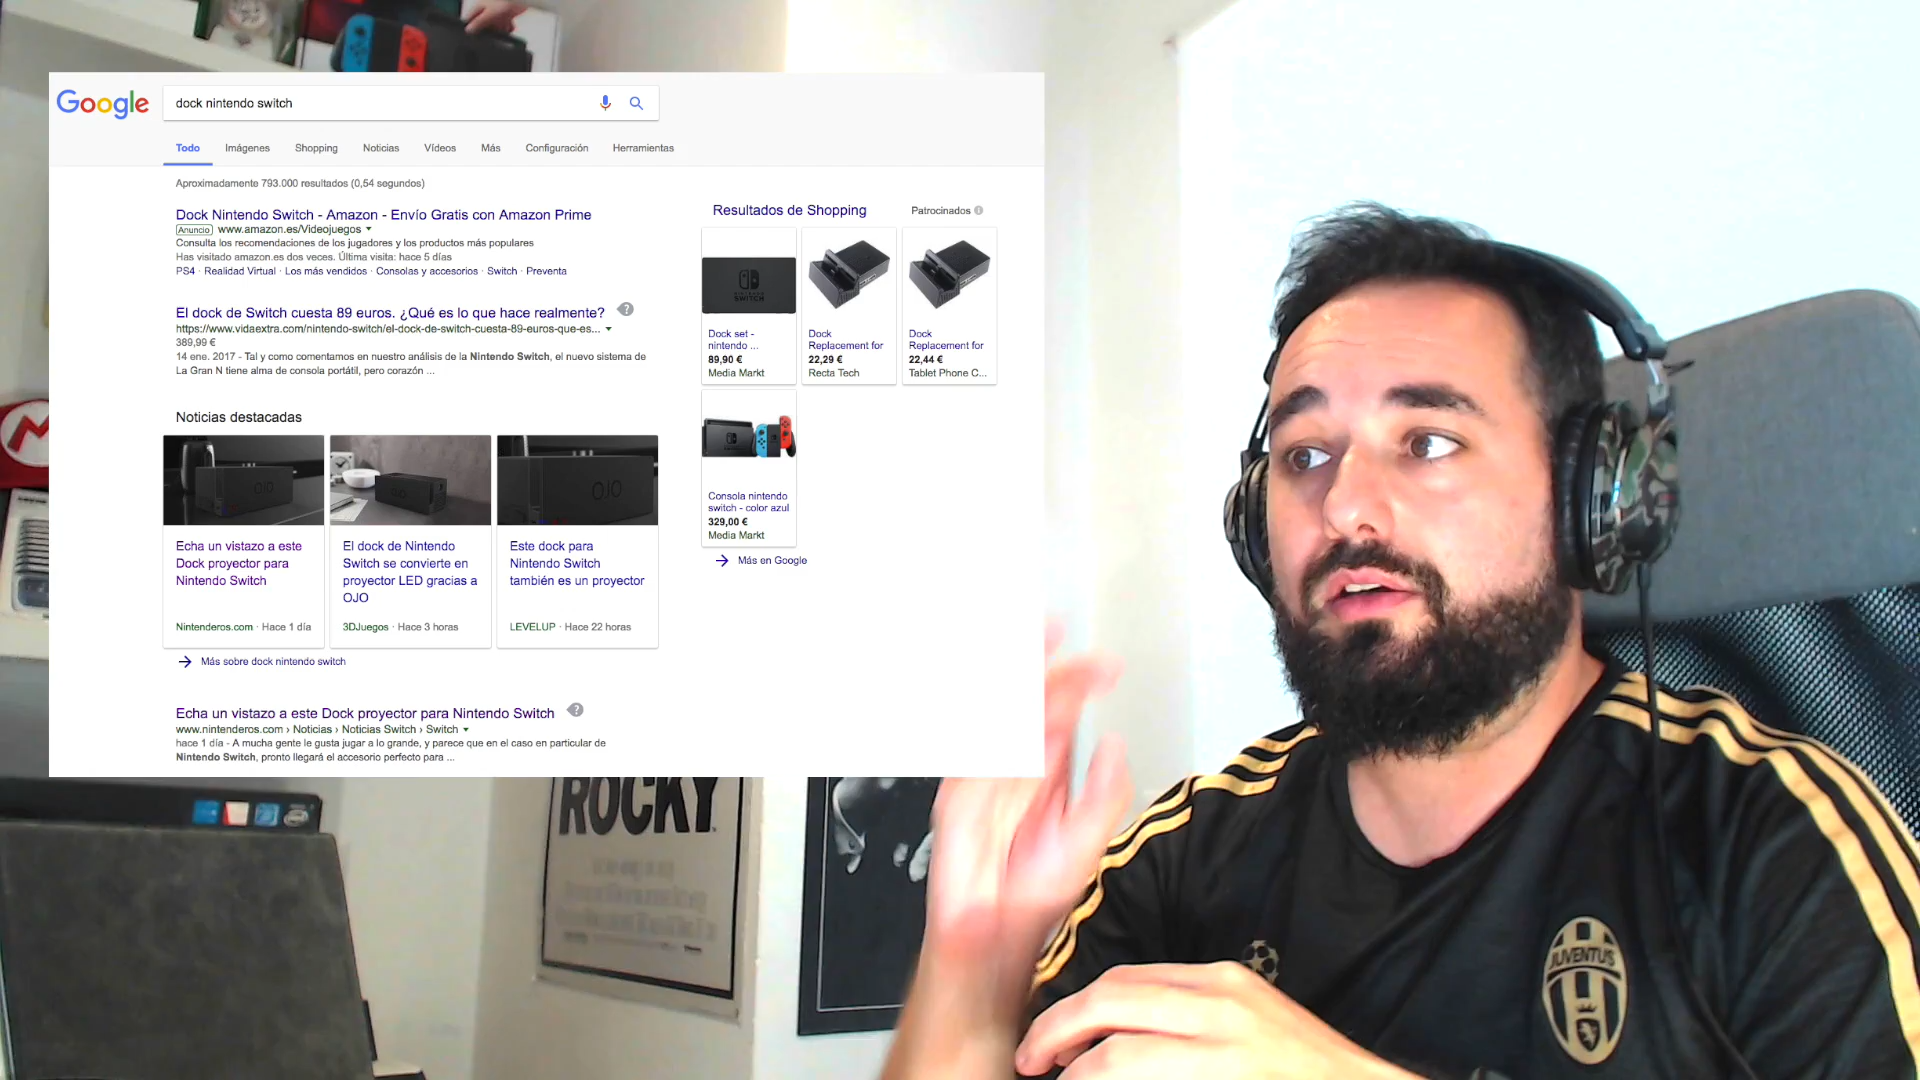 Google
dock nintendo switch
Todo
Imágenes
Shopping
Noticias
Vídeos
Más
Configuración
Herramientas
Aproximadamente 793.000 resultados (0,54 segundos)
Dock Nintendo Switch - Amazon - Envío Gratis con Amazon Prime
Anuncio www.amazon.es/Videojuegos
Consulta los recomendaciones de los jugadores y los productos más populares
Has visitado amazon.es dos veces. Última visita: hace 5 días
PS4 · Realidad Virtual · Los más vendidos · Consolas y accesorios · Switch · Preventa
El dock de Switch cuesta 89 euros. ¿Qué es lo que hace realmente?
https://www.vidaextra.com/nintendo-switch/el-dock-de-switch-cuesta-89-euros-que-es...
389,99 €
14 ene. 2017 - Tal y como comentamos en nuestro análisis de la Nintendo Switch, el nuevo sistema de
La Gran N tiene alma de consola portátil, pero corazón ...
Noticias destacadas
OJO
OJO
OJO
Echa un vistazo a este
Dock proyector para
Nintendo Switch
Nintenderos.com · Hace 1 día
El dock de Nintendo
Switch se convierte en
proyector LED gracias a
OJO
3DJuegos · Hace 3 horas
Este dock para
Nintendo Switch
también es un proyector
LEVELUP · Hace 22 horas
Más sobre dock nintendo switch
Echa un vistazo a este Dock proyector para Nintendo Switch
www.nintenderos.com › Noticias › Noticias Switch › Switch
hace 1 día - A mucha gente le gusta jugar a lo grande, y parece que en el caso en particular de
Nintendo Switch, pronto llegará el accesorio perfecto para ...
Resultados de Shopping
Patrocinados
NINTENDO
SWITCH
Dock set -
nintendo ...
89,90 €
Media Markt
Dock
Replacement for
22,29 €
Recta Tech
Dock
Replacement for
22,44 €
Tablet Phone C...
Consola nintendo
switch - color azul
329,00 €
Media Markt
Más en Google
M
ROCKY
intel
JUVENTUS